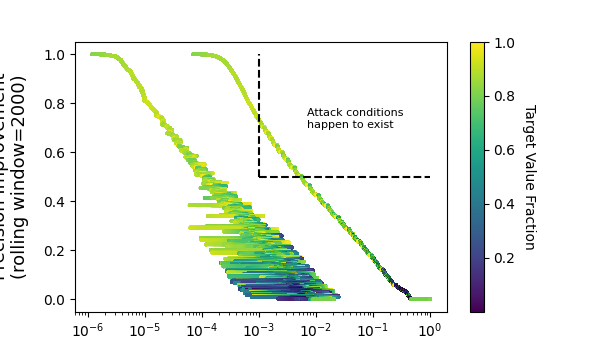 Precision Improvement
(rolling window=2000)
1.0
0.8
0.6
0.4
0.2
0.0
Attack conditions
happen to exist
10⁻⁶ 10⁻⁵ 10⁻⁴ 10⁻³ 10⁻² 10⁻¹ 10⁰
1.0
0.8
0.6
0.4
0.2
Target Value Fraction